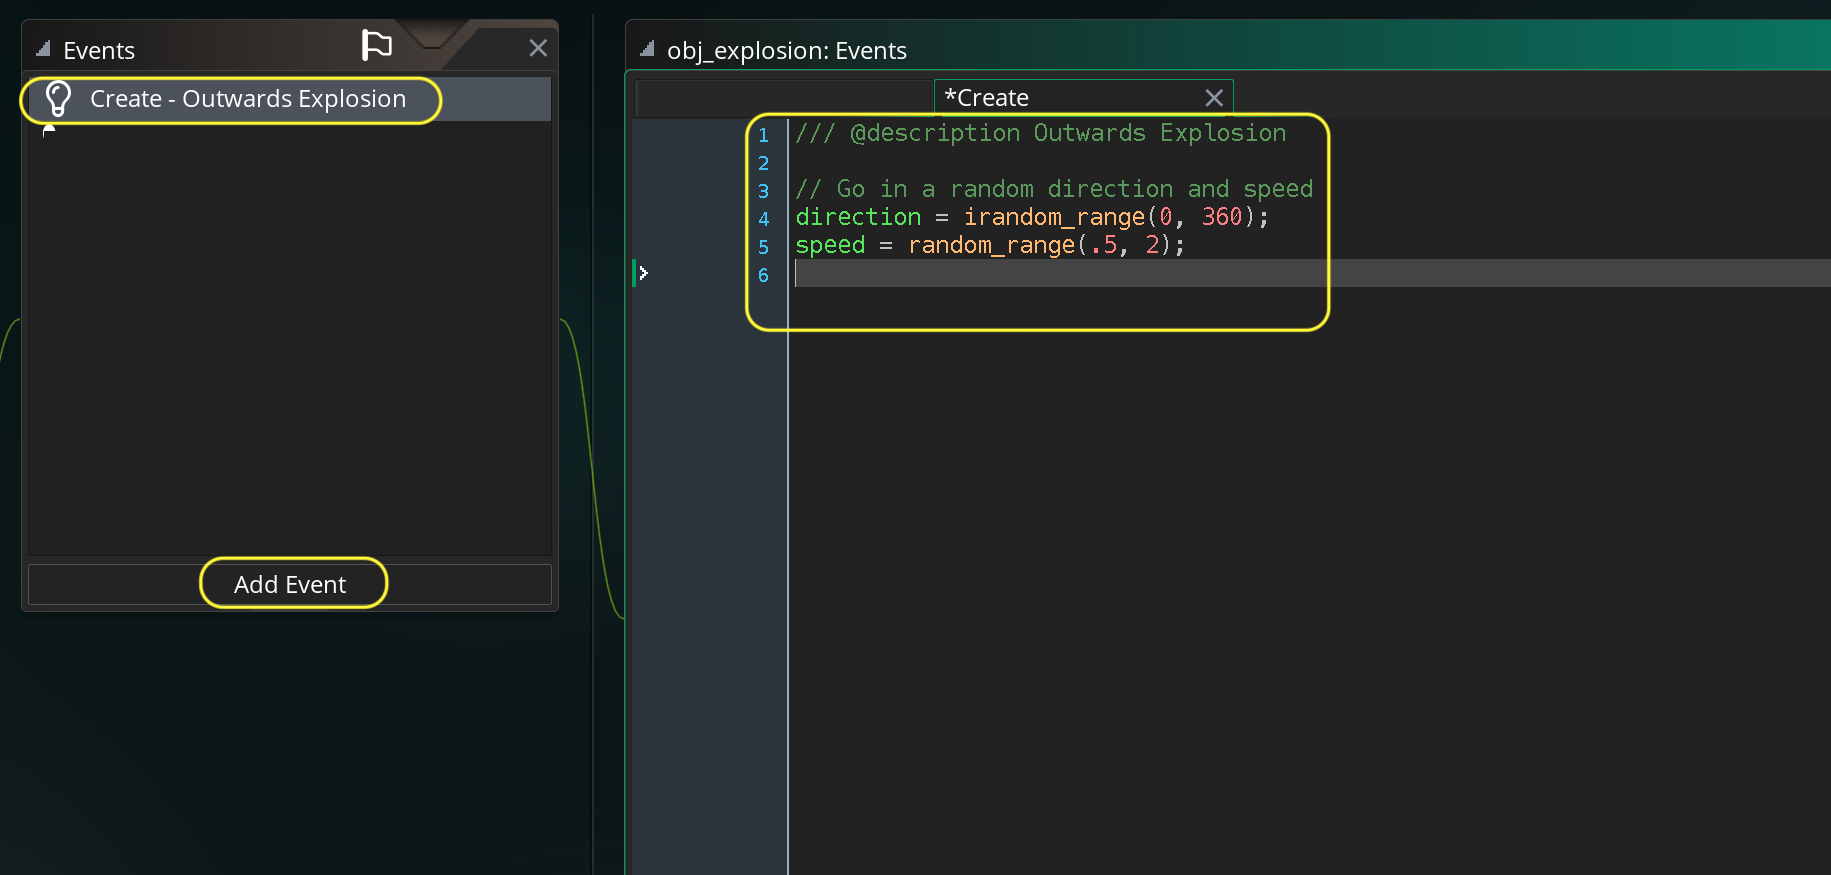 Events
Create - Outwards Explosion
Add Event
obj_explosion: Events
*Create
1 /// @description Outwards Explosion
2
3 // Go in a random direction and speed
4 direction = irandom_range(0, 360);
5 speed = random_range(.5, 2);
6